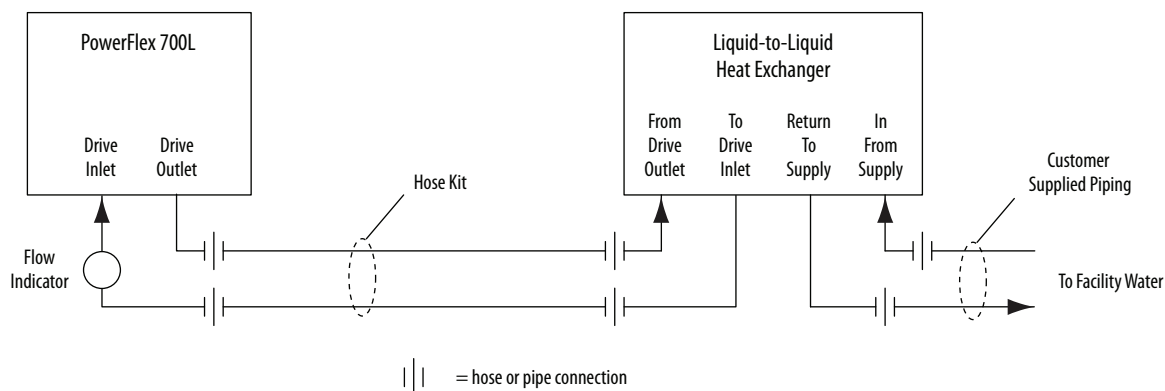 PowerFlex 700L
Liquid-to-Liquid
Heat Exchanger
Drive
Inlet
Drive
Outlet
From
Drive
Outlet
To
Drive
Inlet
Return
To
Supply
In
From
Supply
Hose Kit
Customer
Supplied Piping
Flow
Indicator
To Facility Water
= hose or pipe connection